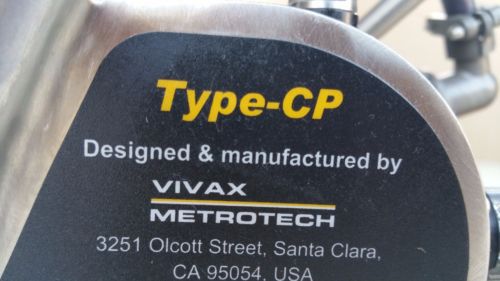 Type-CP
Designed & manufactured by
VIVAX
METROTECH
3251 Olcott Street, Santa Clara,
CA 95054, USA